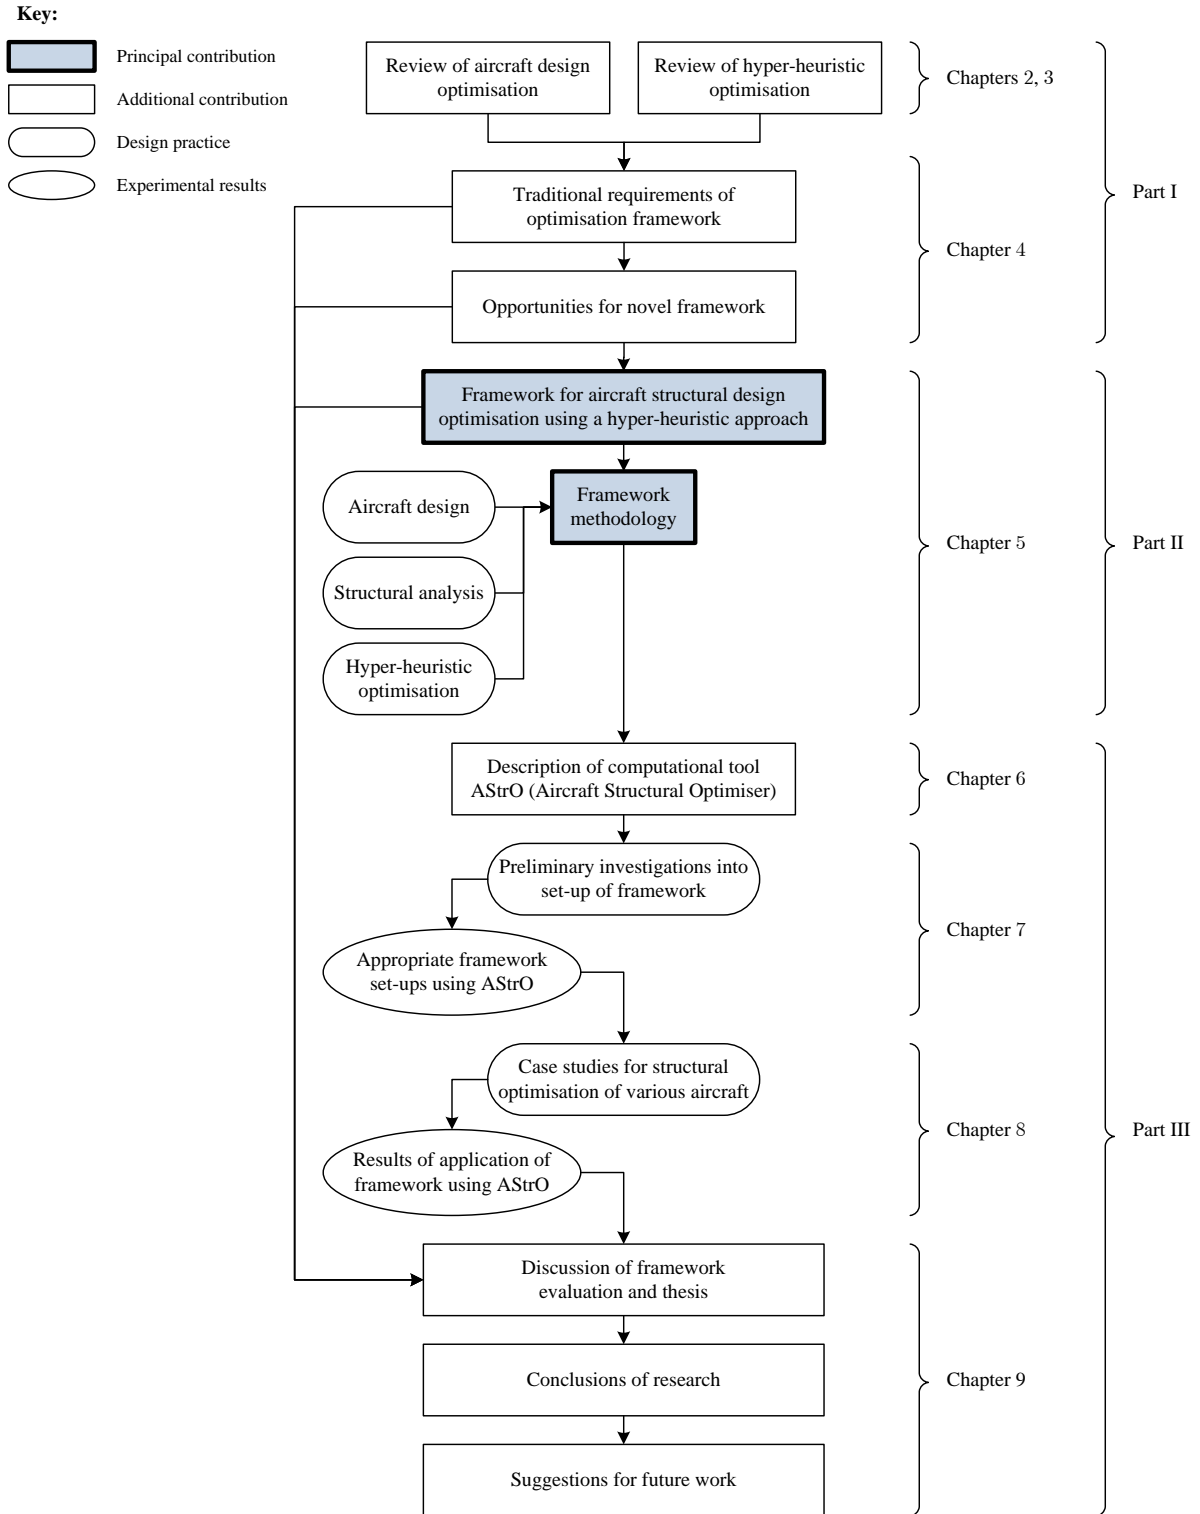 Key:
Principal contribution
Additional contribution
Design practice
Experimental results
Review of aircraft design
optimisation
Review of hyper-heuristic
optimisation
Chapters 2, 3
Traditional requirements of
optimisation framework
Part I
Chapter 4
Opportunities for novel framework
Framework for aircraft structural design
optimisation using a hyper-heuristic approach
Framework
methodology
Aircraft design
Structural analysis
Hyper-heuristic
optimisation
Chapter 5
Part II
Description of computational tool
AStrO (Aircraft Structural Optimiser)
Chapter 6
Preliminary investigations into
set-up of framework
Appropriate framework
set-ups using AStrO
Chapter 7
Case studies for structural
optimisation of various aircraft
Results of application of
framework using AStrO
Chapter 8
Part III
Discussion of framework
evaluation and thesis
Conclusions of research
Chapter 9
Suggestions for future work